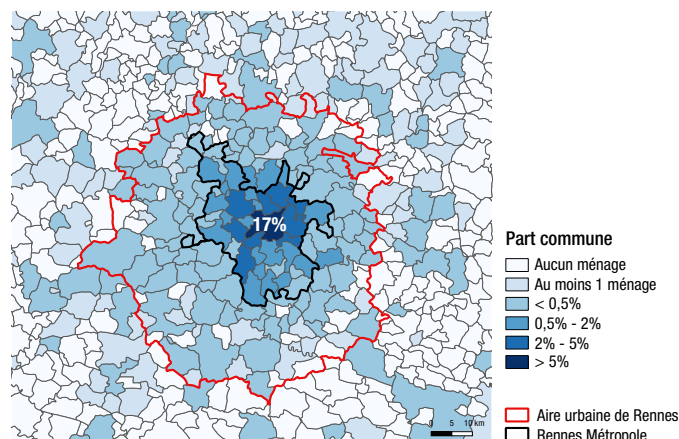 17%
Part commune
Aucun ménage
Au moins 1 ménage
< 0,5%
0,5% - 2%
2% - 5%
> 5%
0 5 10 km
Aire urbaine de Rennes
Rennes Métropole